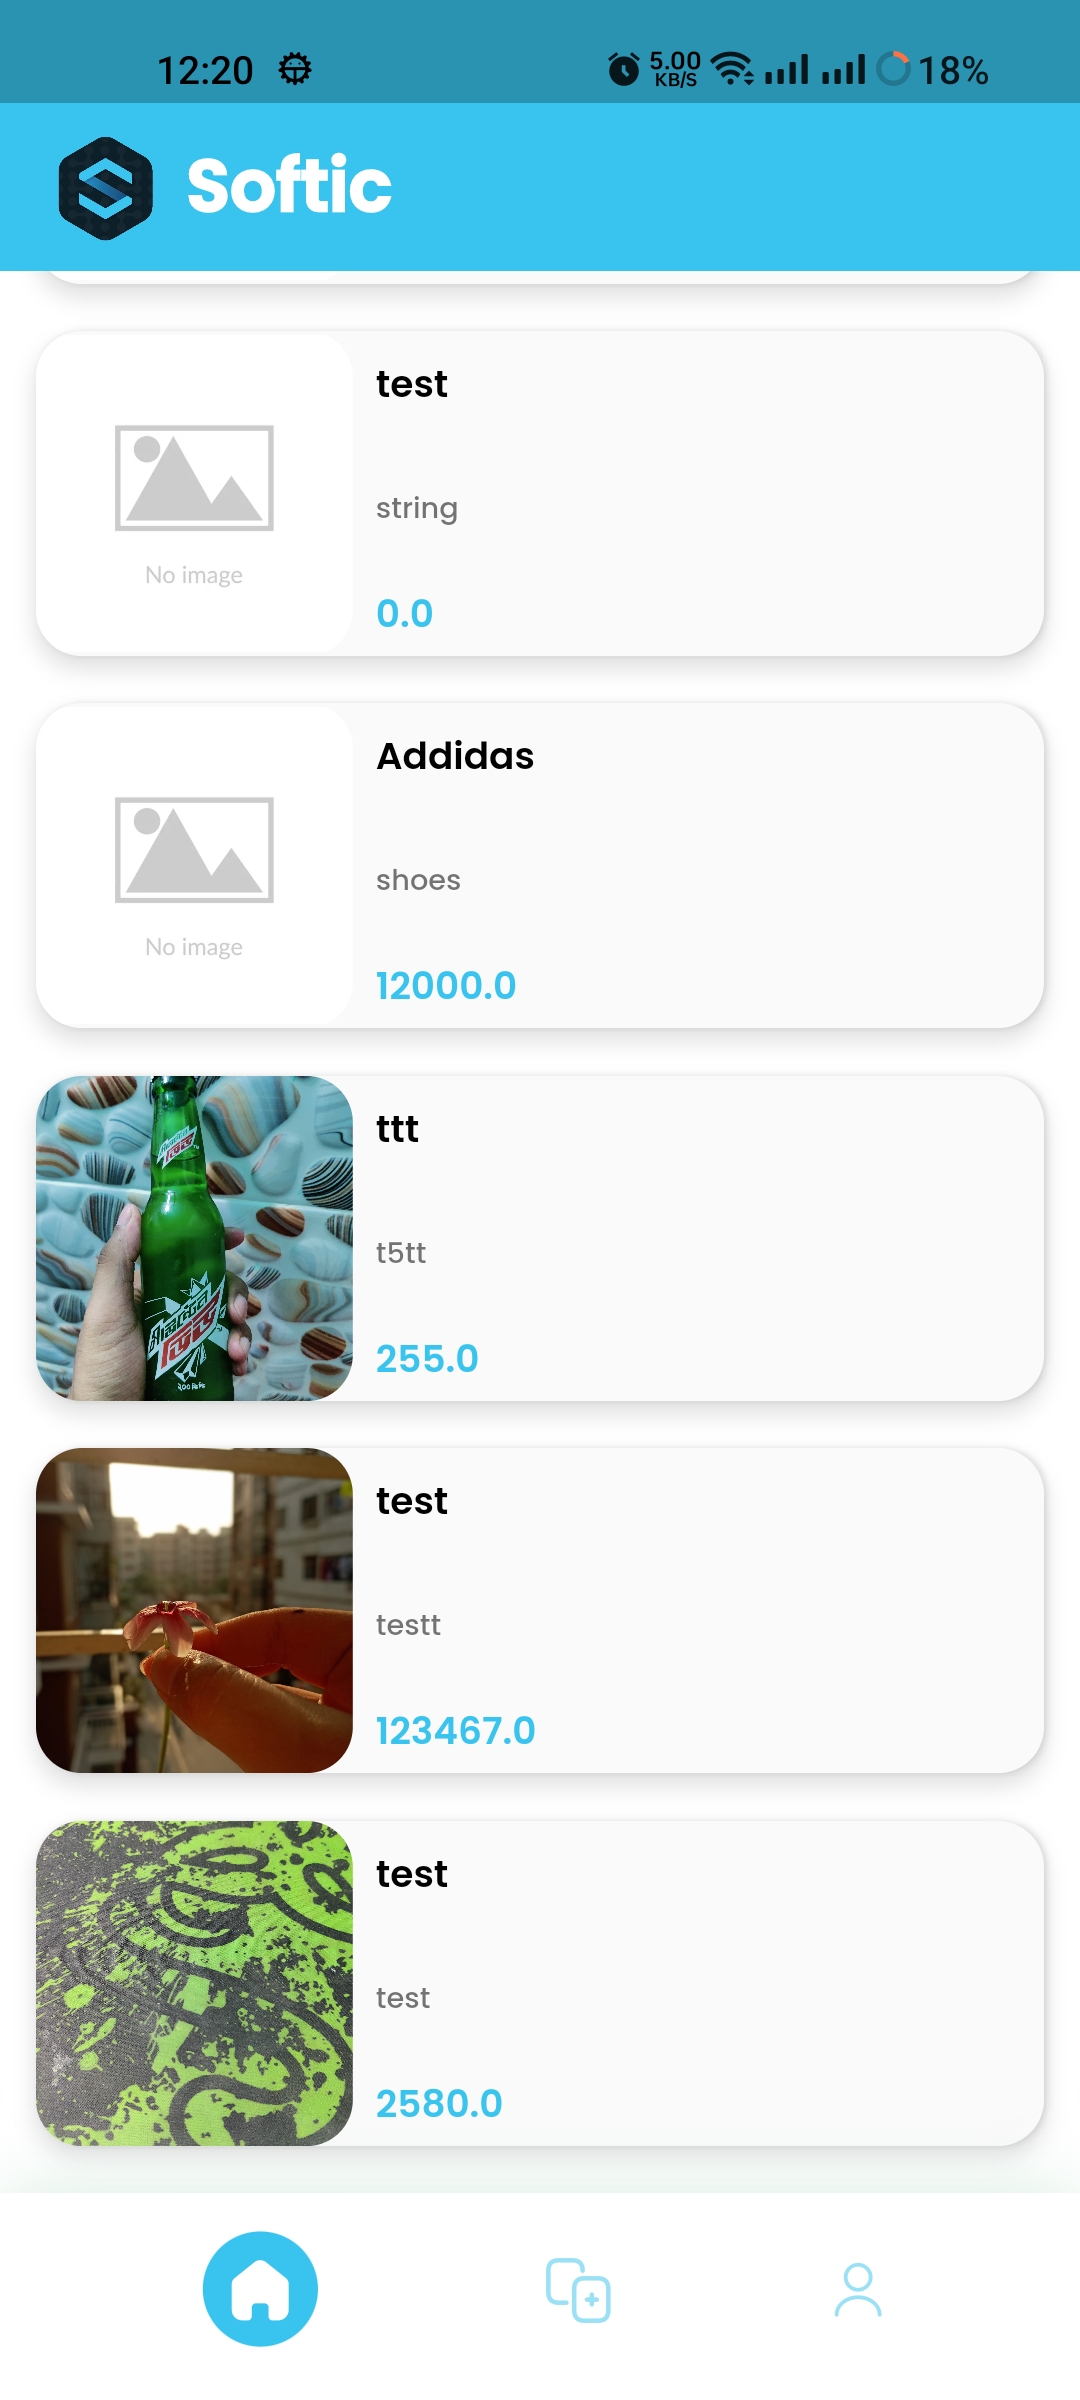 12:20
5.00
KB/S
18%
Softic
test
string
0.0
No image
Addidas
shoes
12000.0
No image
ttt
t5tt
255.0
test
testt
123467.0
test
test
2580.0